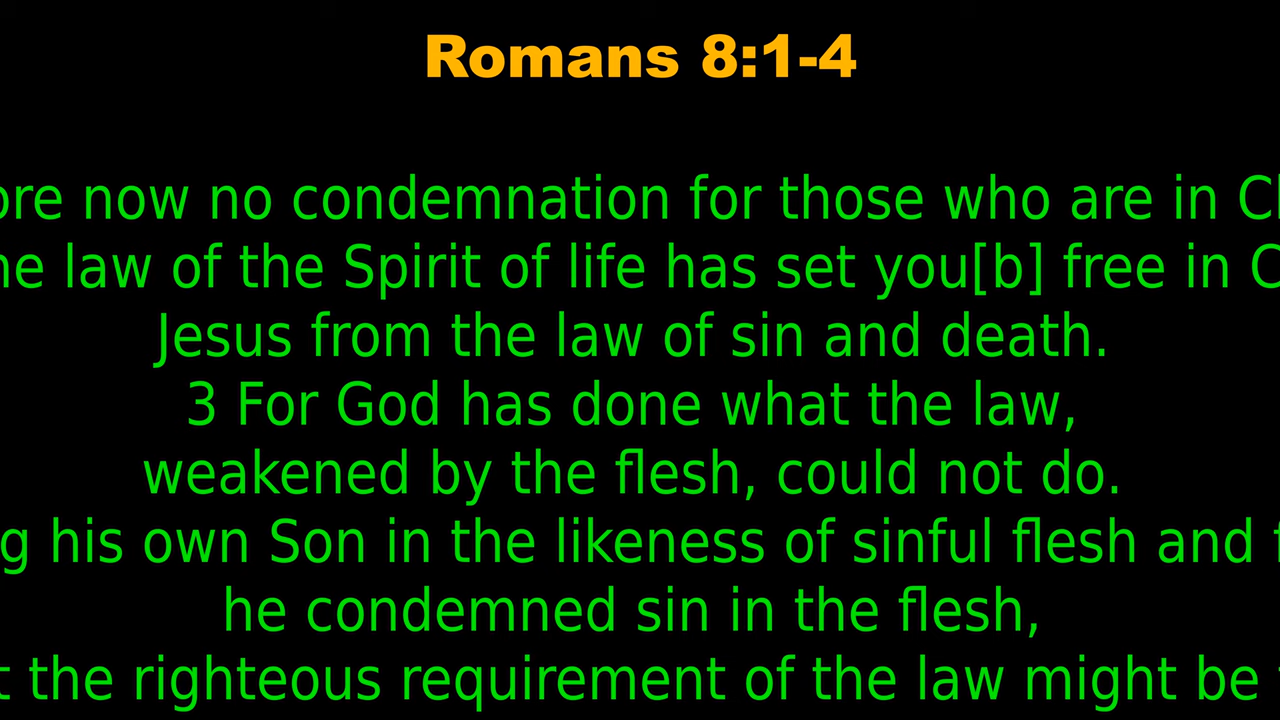 Romans 8:1-4
now no condemnation for those who are in
law of the Spirit of life has set you[b] free in
Jesus from the law of sin and death.
3 For God has done what the law,
weakened by the flesh, could not do.
his own Son in the likeness of sinful flesh and
he condemned sin in the flesh,
the righteous requirement of the law might be